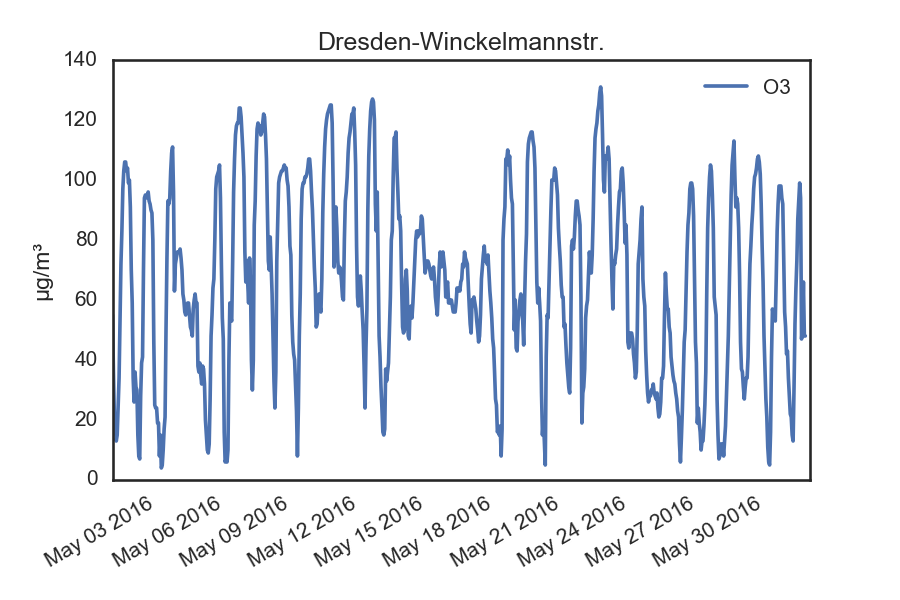 Dresden-Winckelmannstr.
140
120
100
80
60
40
20
0
µg/m³
O3
May 03 2016
May 06 2016
May 09 2016
May 12 2016
May 15 2016
May 18 2016
May 21 2016
May 24 2016
May 27 2016
May 30 2016